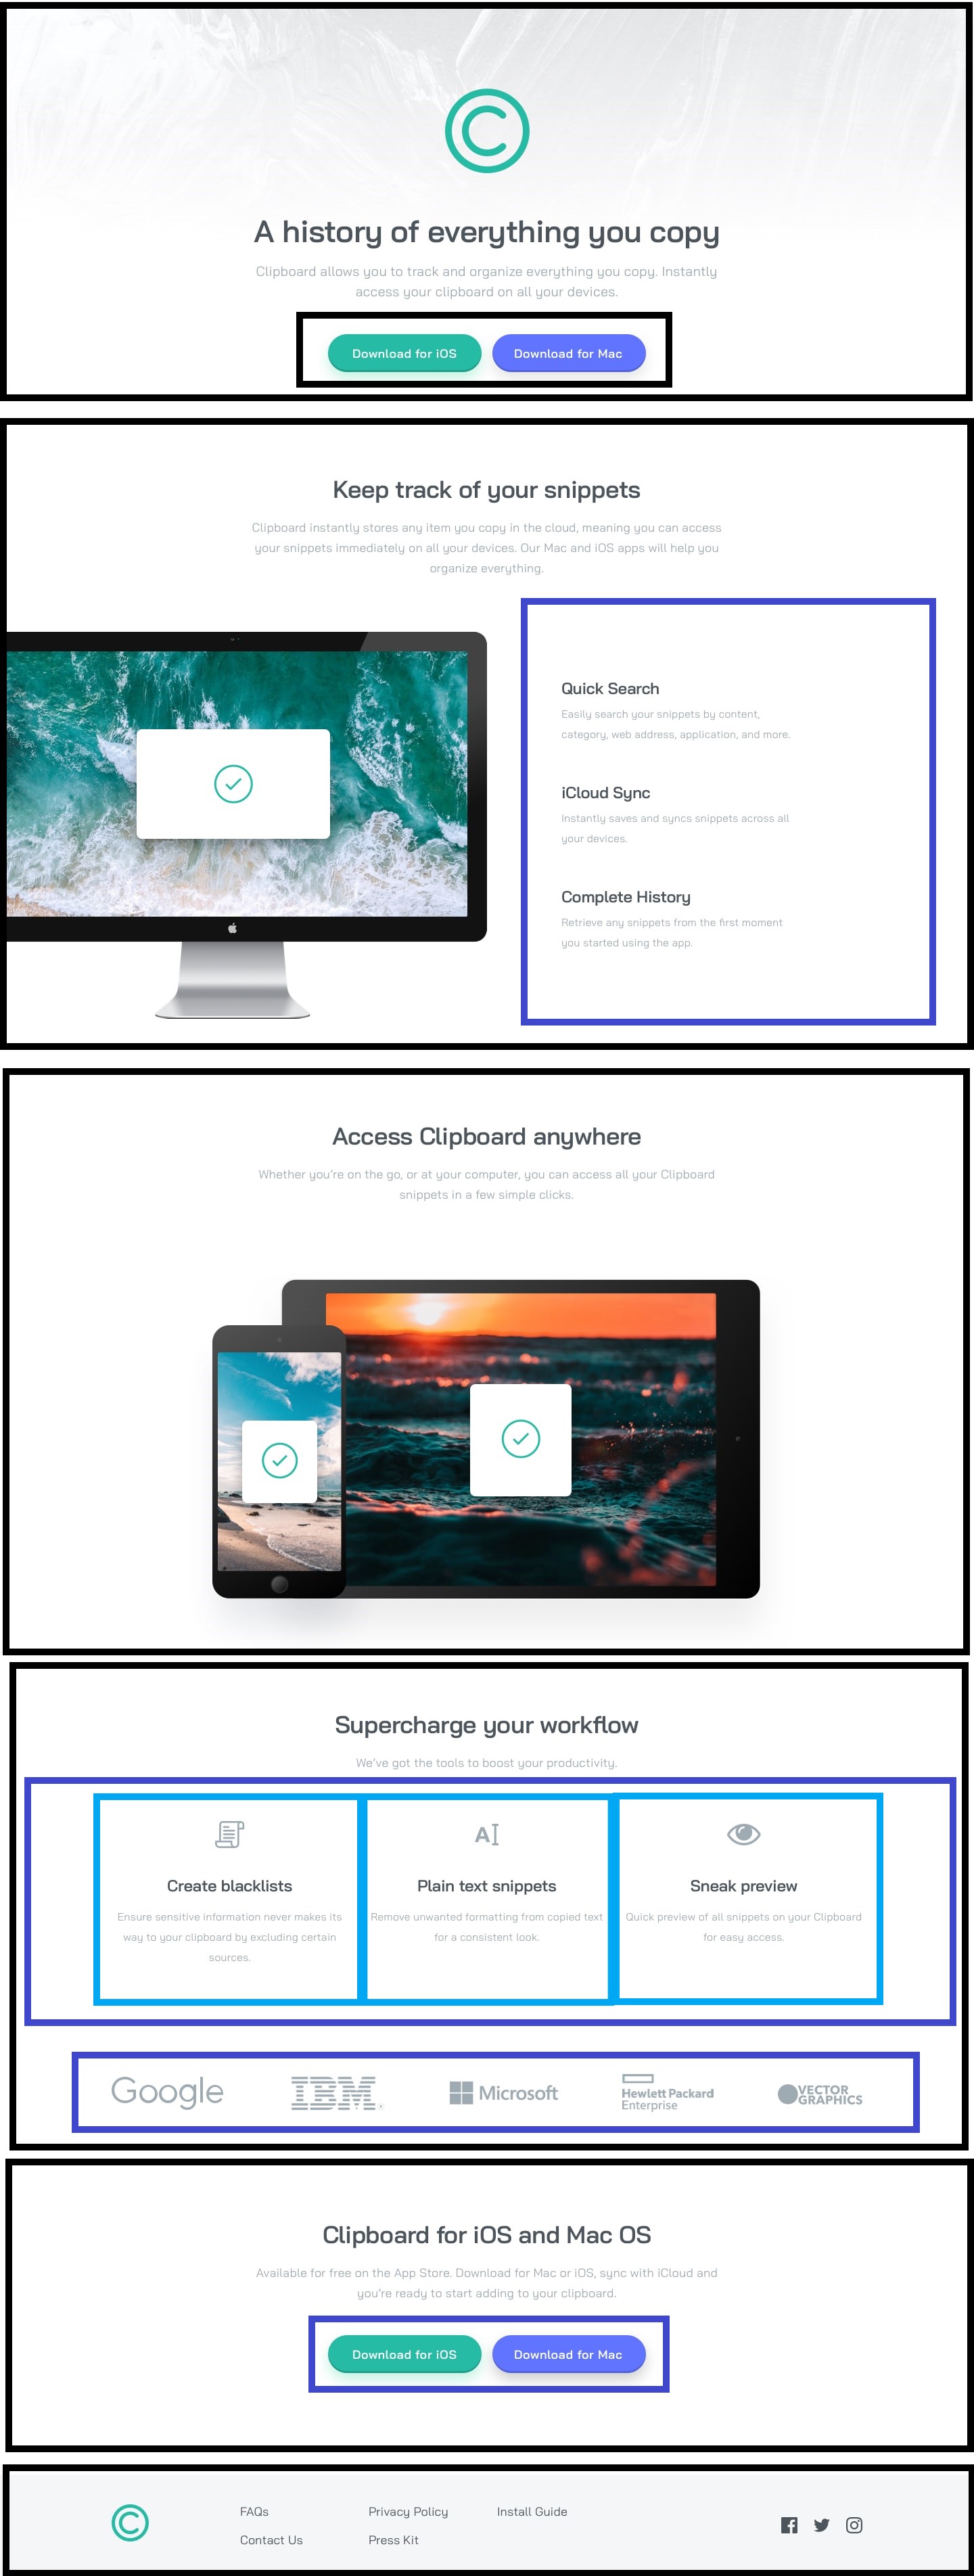 A history of everything you copy
Clipboard allows you to track and organize everything you copy. Instantly
access your clipboard on all your devices.
Download for iOS
Download for Mac
Keep track of your snippets
Clipboard instantly stores any item you copy in the cloud, meaning you can access
your snippets immediately on all your devices. Our Mac and iOS apps will help you
organize everything.
Quick Search
Easily search your snippets by content,
category, web address, application, and more.
iCloud Sync
Instantly saves and syncs snippets across all
your devices.
Complete History
Retrieve any snippets from the first moment
you started using the app.
Access Clipboard anywhere
Whether you’re on the go, or at your computer, you can access all your Clipboard
snippets in a few simple clicks.
Supercharge your workflow
We’ve got the tools to boost your productivity.
Create blacklists
Ensure sensitive information never makes its
way to your clipboard by excluding certain
sources.
A
Plain text snippets
Remove unwanted formatting from copied text
for a consistent look.
Sneak preview
Quick preview of all snippets on your Clipboard
for easy access.
Google
IBM
Microsoft
Hewlett Packard
Enterprise
VECTOR
GRAPHICS
Clipboard for iOS and Mac OS
Available for free on the App Store. Download for Mac or iOS, sync with iCloud and
you’re ready to start adding to your clipboard.
Download for iOS
Download for Mac
FAQs
Contact Us
Privacy Policy
Press Kit
Install Guide